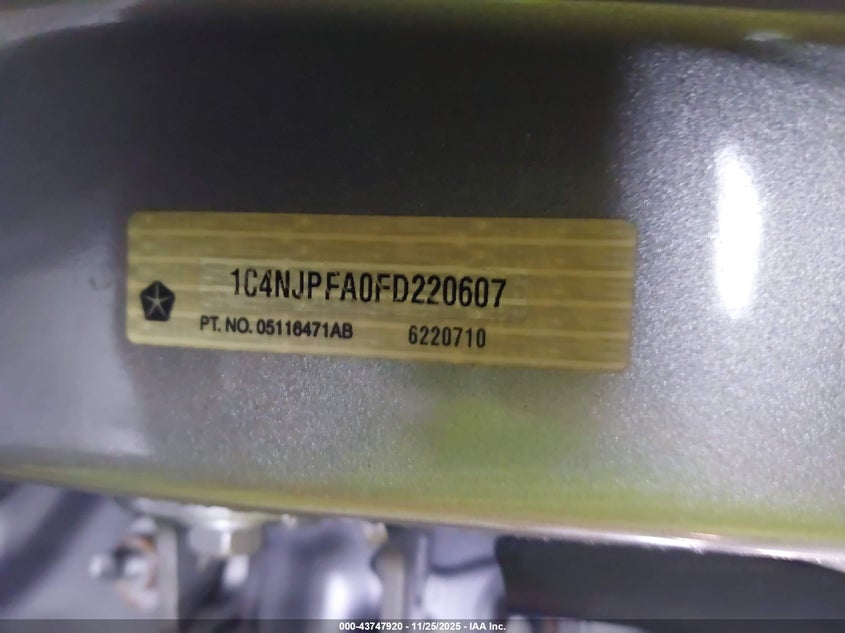 1C4NJPFA0FD220607
PT. NO. 05116471AB 6220710
000-43747920 - 11/25/2025 - IAA Inc.